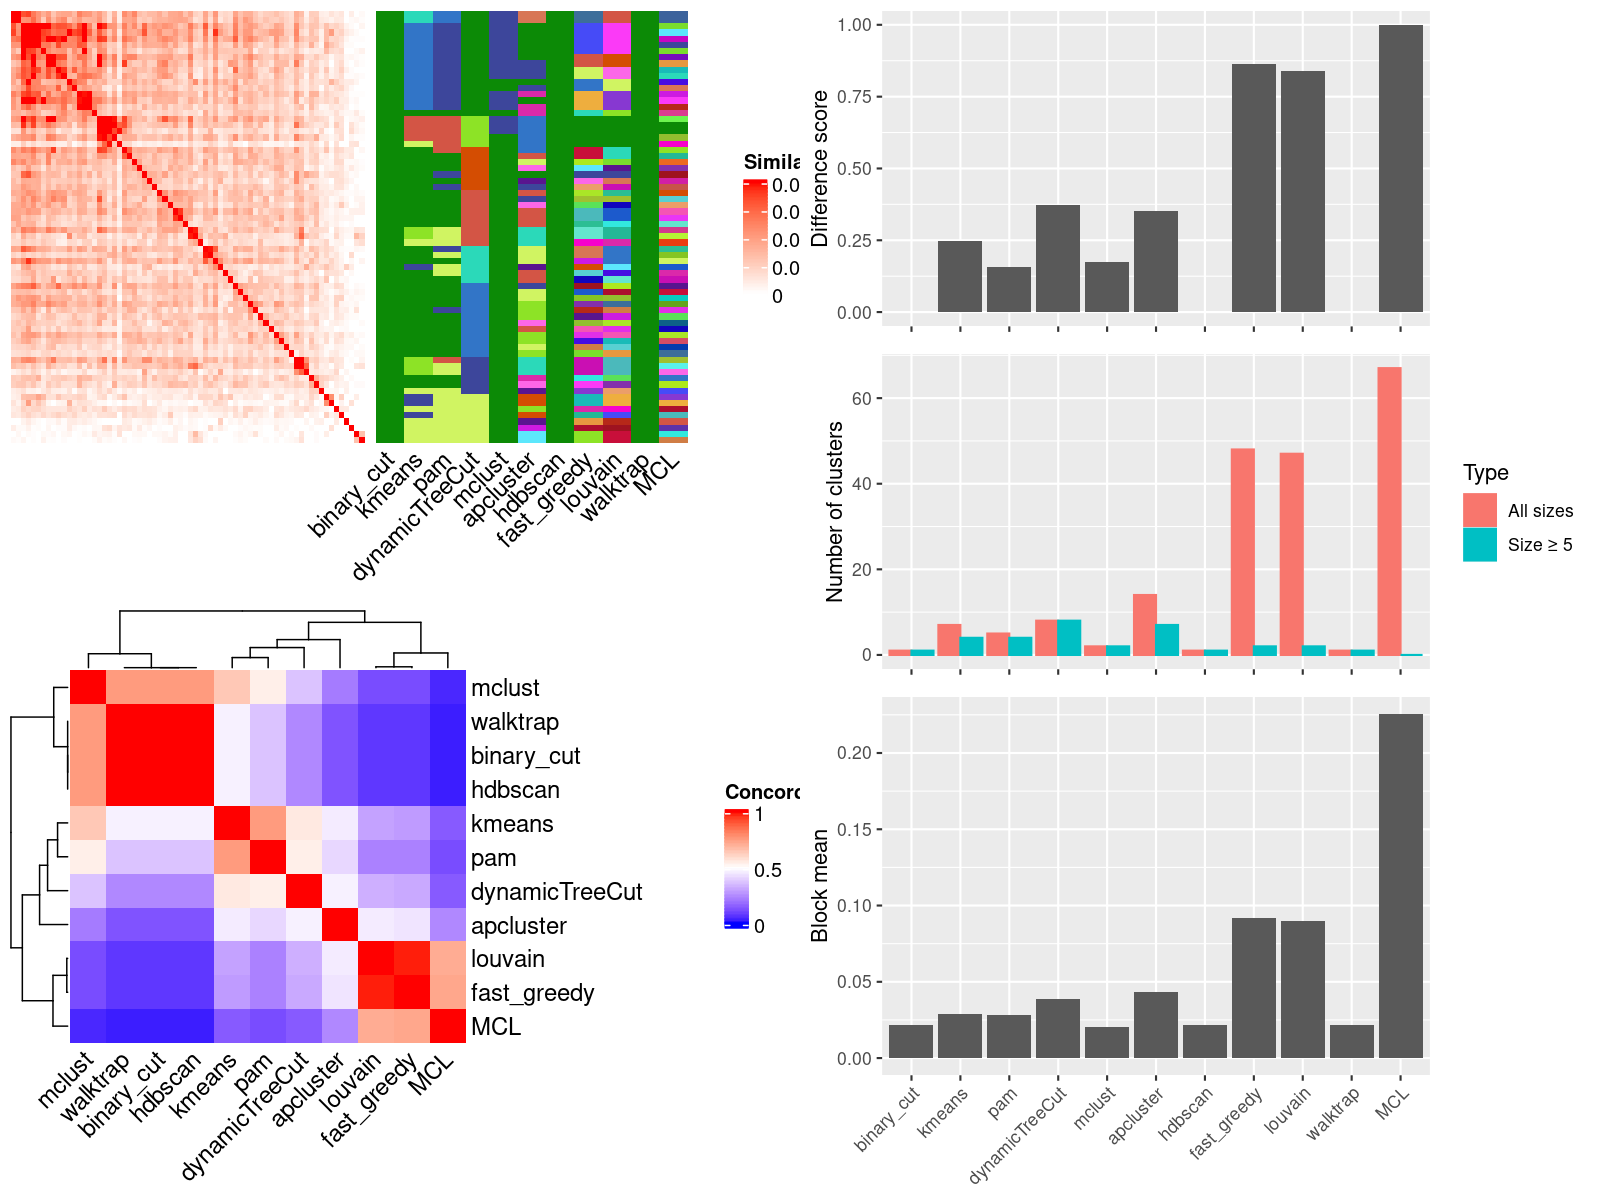 Simila
0.0
0.0
0.0
0.0
0
binary_cut
kmeans
pam
dynamicTreeCut
mclust
apcluster
hdbscan
fast_greedy
louvain
walktrap
MCL
mclust
walktrap
binary_cut
hdbscan
kmeans
pam
dynamicTreeCut
apcluster
louvain
fast_greedy
MCL
mclust
walktrap
binary_cut
hdbscan
kmeans
pam
dynamicTreeCut
apcluster
louvain
fast_greedy
MCL
Concord
1
0.5
0
Difference score
1.00
0.75
0.50
0.25
0.00
Number of clusters
60
40
20
0
Type
All sizes
Size ≥ 5
Block mean
0.20
0.15
0.10
0.05
0.00
binary_cut
kmeans
pam
dynamicTreeCut
mclust
apcluster
hdbscan
fast_greedy
louvain
walktrap
MCL